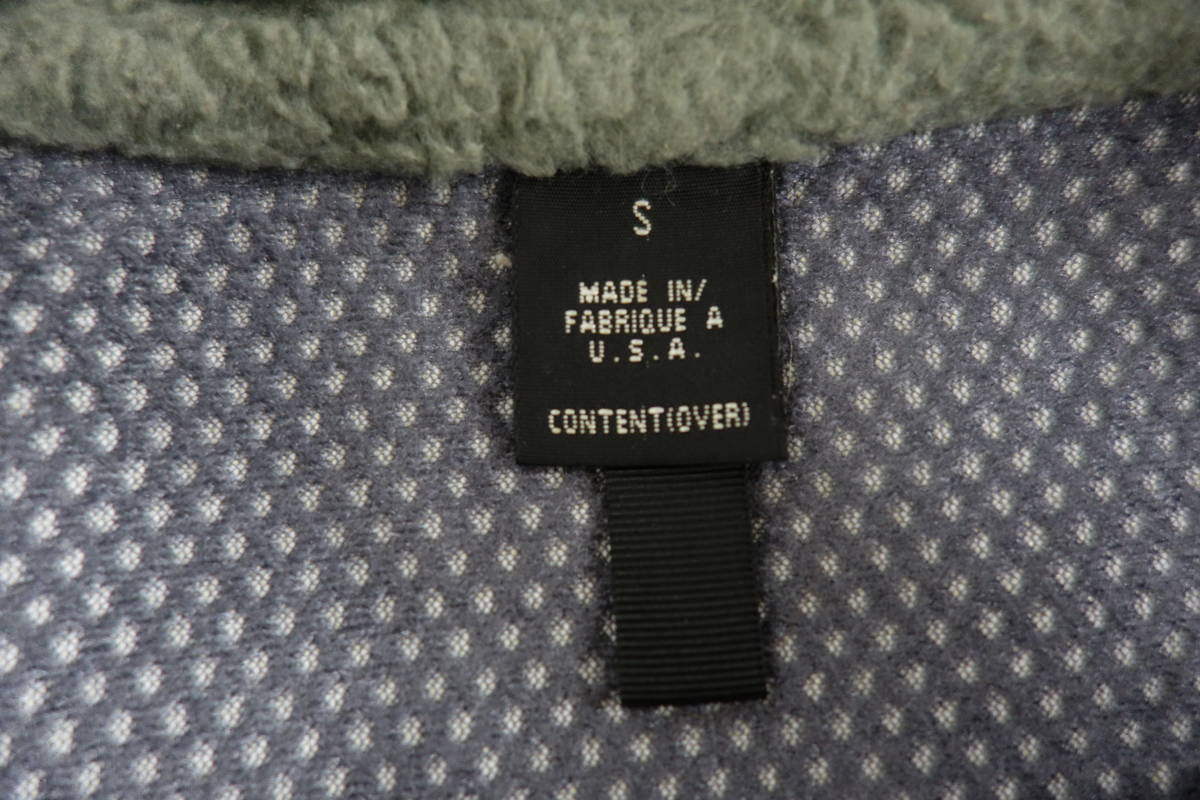 S
MADE IN/
FABRIQUE A
U.S.A.
CONTENT(OVER)